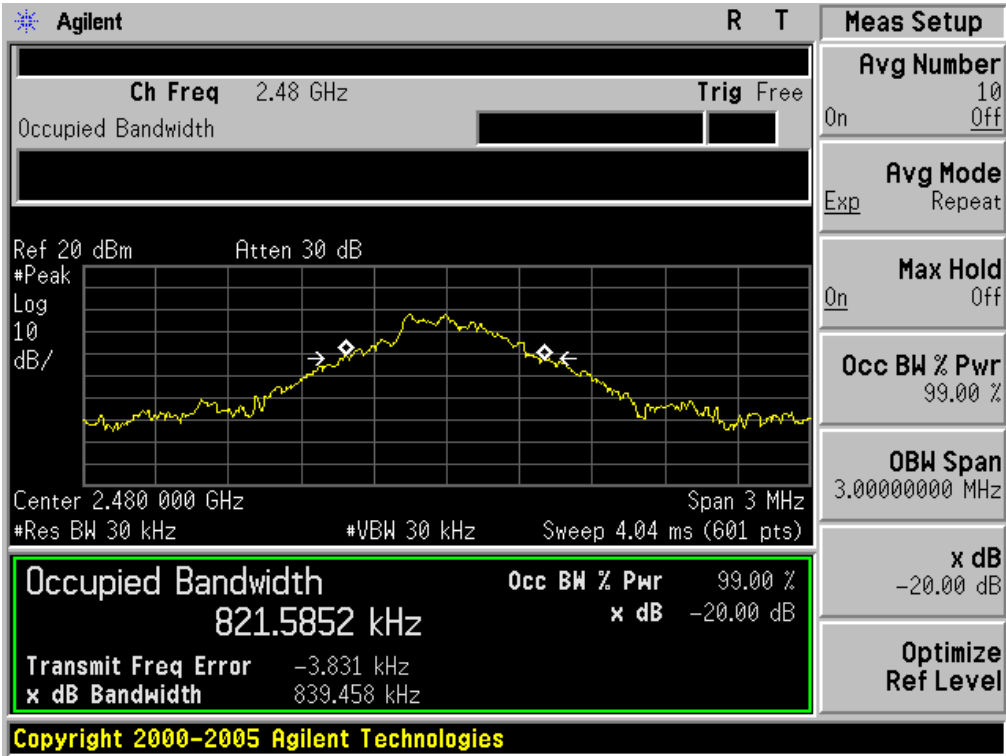 Agilent R T
Ch Freq 2.48 GHz Trig Free
Occupied Bandwidth
Ref 20 dBm Atten 30 dB
#Peak
Log
10
dB/
Center 2.480 000 GHz Span 3 MHz
#Res BW 30 kHz #VBW 30 kHz Sweep 4.04 ms (601 pts)
Occupied Bandwidth Occ BW % Pwr 99.00 %
821.5852 kHz x dB -20.00 dB
Transmit Freq Error -3.831 kHz
x dB Bandwidth 839.458 kHz
Copyright 2000-2005 Agilent Technologies
Meas Setup
Avg Number
10
On Off
Avg Mode
Exp Repeat
Max Hold
On Off
Occ BW % Pwr
99.00 %
OBW Span
3.00000000 MHz
x dB
-20.00 dB
Optimize
Ref Level